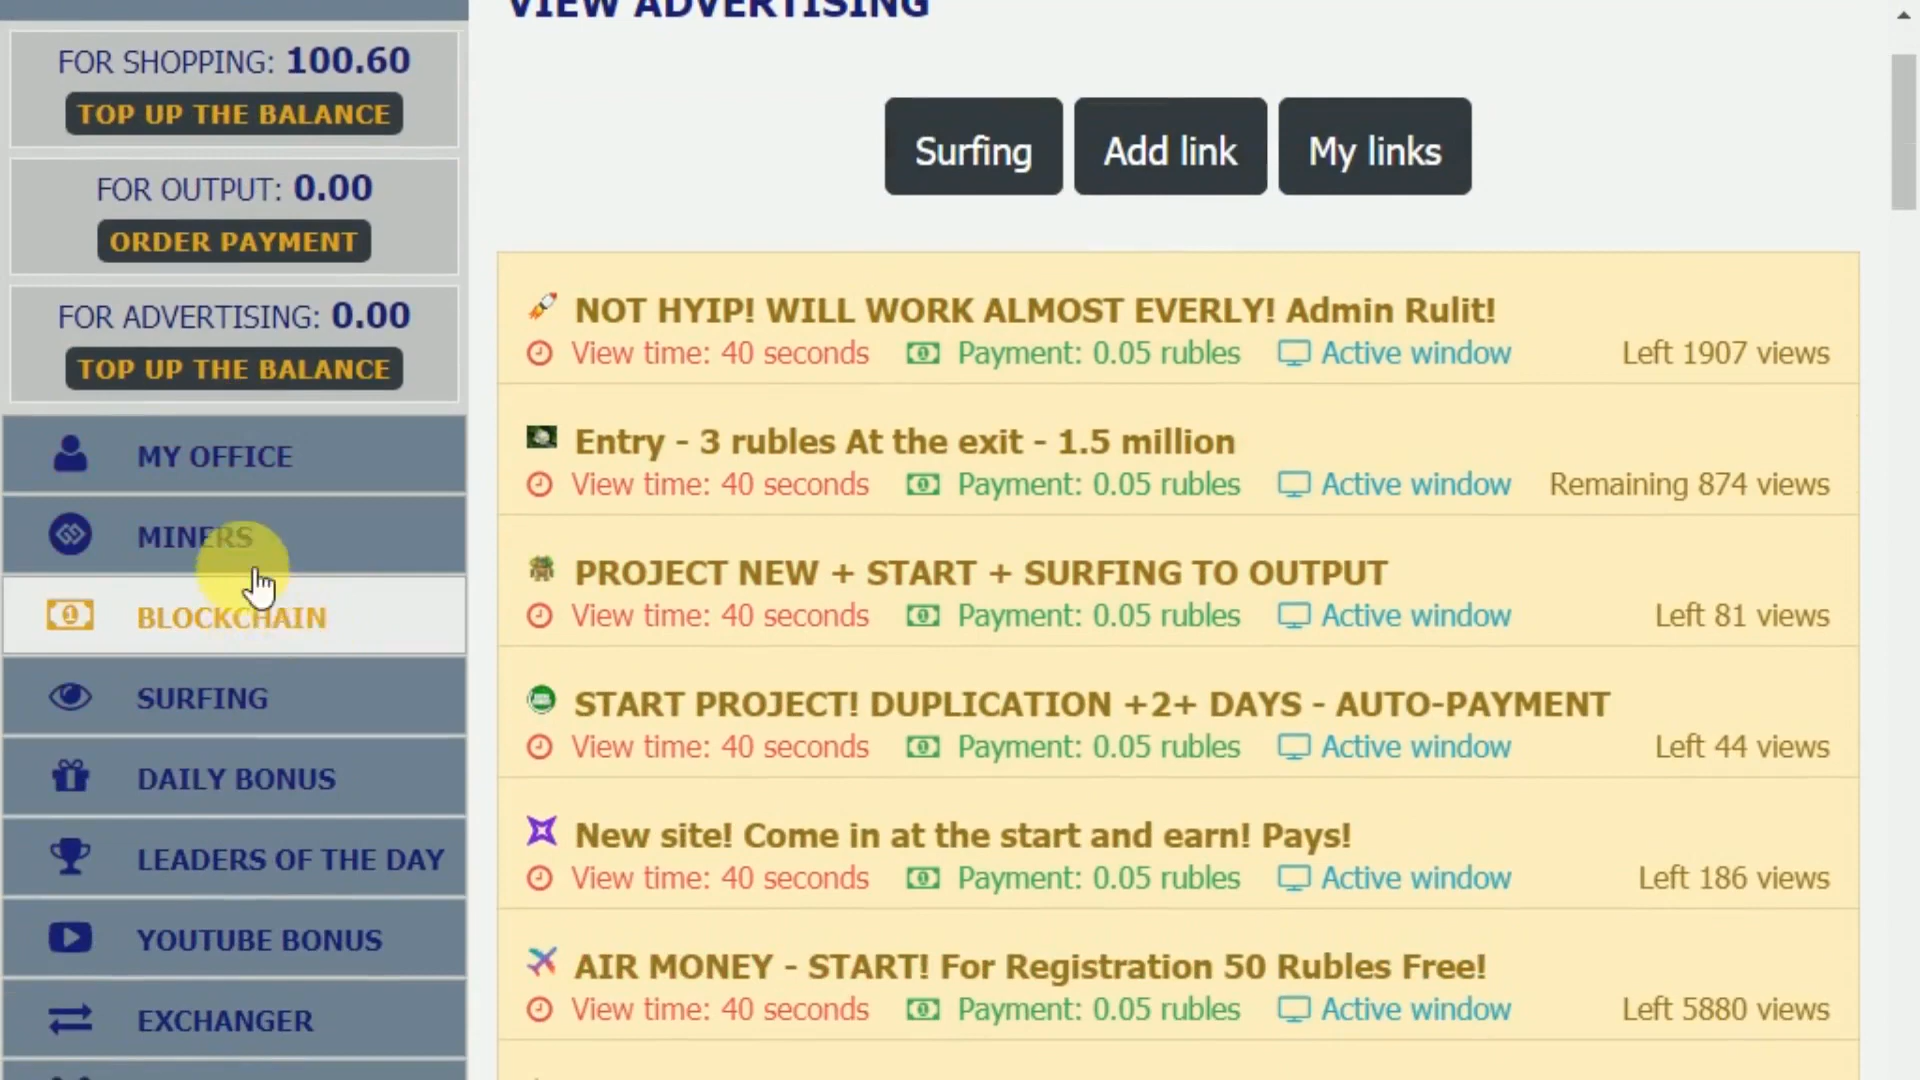 VIEW ADVERTISING
FOR SHOPPING: 100.60
TOP UP THE BALANCE
FOR OUTPUT: 0.00
ORDER PAYMENT
FOR ADVERTISING: 0.00
TOP UP THE BALANCE
MY OFFICE
MINERS
BLOCKCHAIN
SURFING
DAILY BONUS
LEADERS OF THE DAY
YOUTUBE BONUS
EXCHANGER
Surfing Add link My links
NOT HYIP! WILL WORK ALMOST EVERLY! Admin Rulit!
View time: 40 seconds Payment: 0.05 rubles Active window Left 1907 views
Entry - 3 rubles At the exit - 1.5 million
View time: 40 seconds Payment: 0.05 rubles Active window Remaining 874 views
PROJECT NEW + START + SURFING TO OUTPUT
View time: 40 seconds Payment: 0.05 rubles Active window Left 81 views
START PROJECT! DUPLICATION +2+ DAYS - AUTO-PAYMENT
View time: 40 seconds Payment: 0.05 rubles Active window Left 44 views
New site! Come in at the start and earn! Pays!
View time: 40 seconds Payment: 0.05 rubles Active window Left 186 views
AIR MONEY - START! For Registration 50 Rubles Free!
View time: 40 seconds Payment: 0.05 rubles Active window Left 5880 views